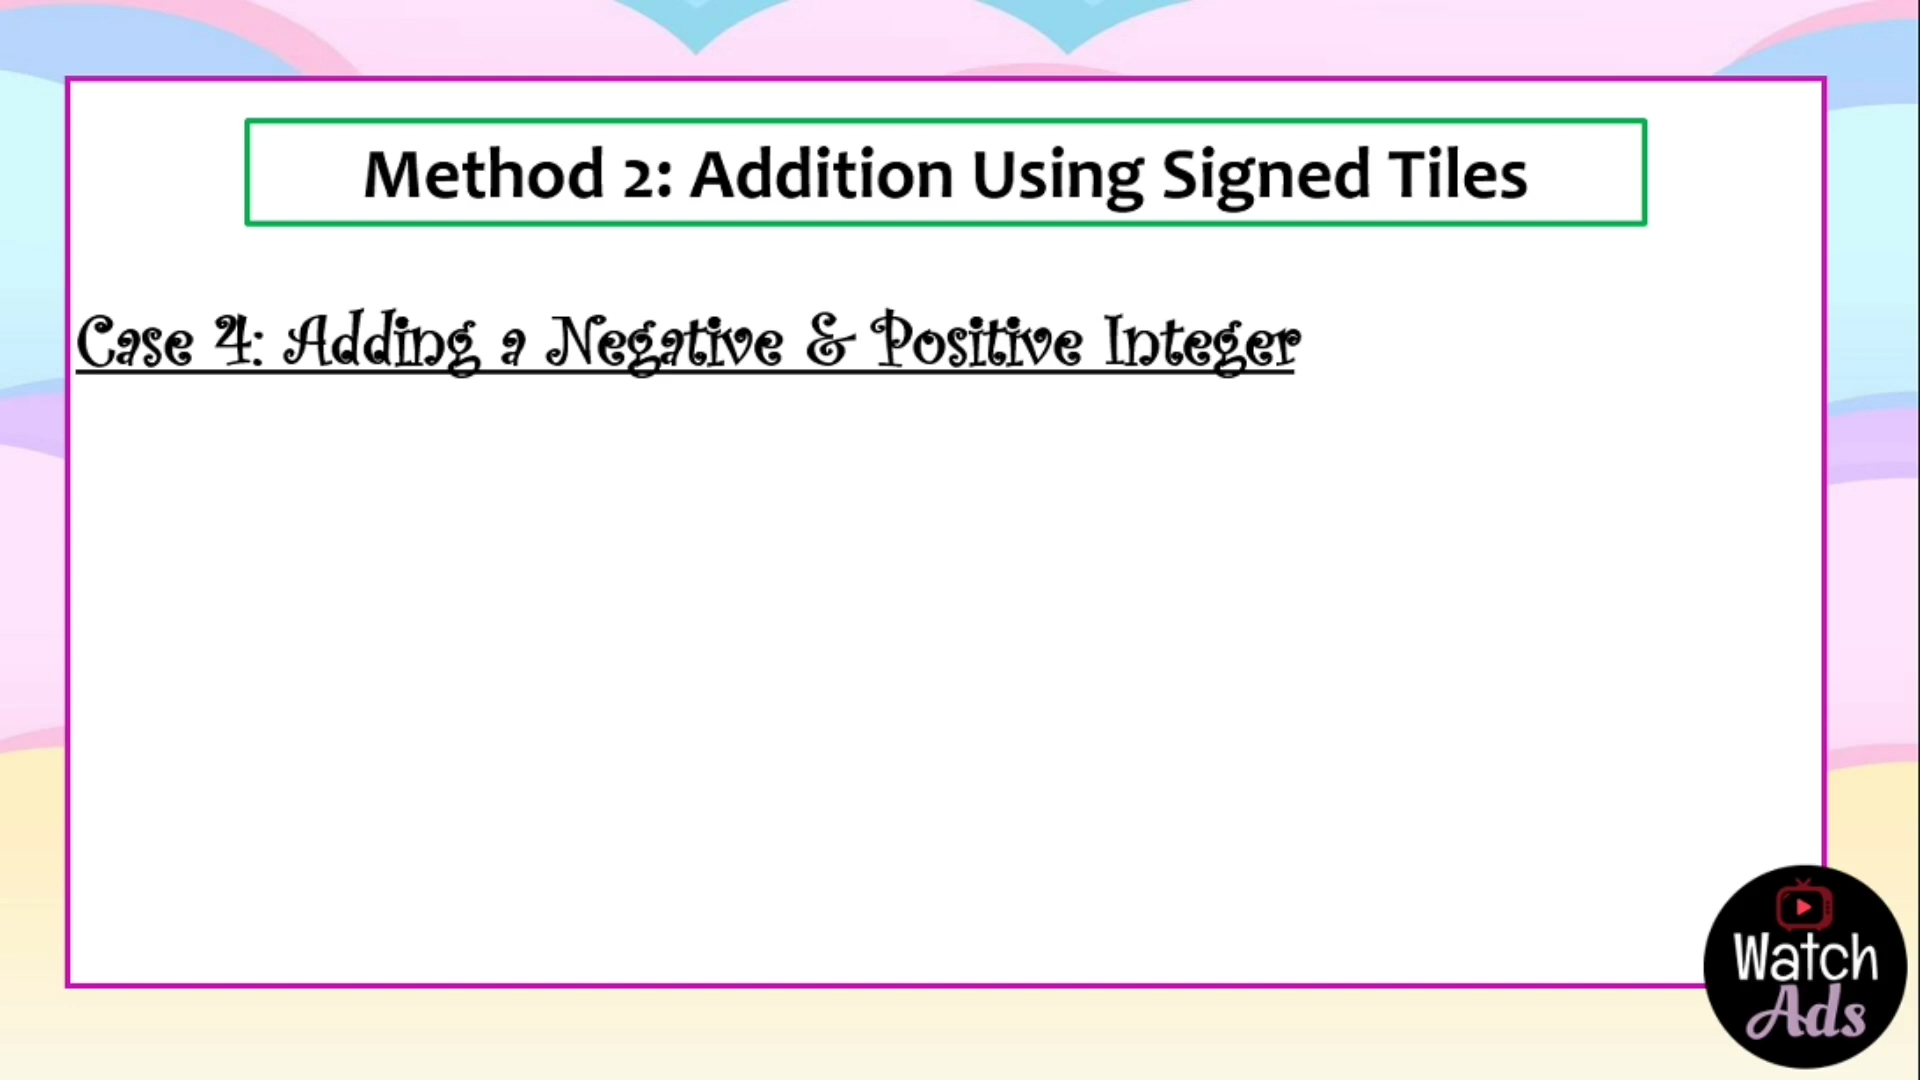 Method 2: Addition Using Signed Tiles
Case 4: Adding a Negative & Positive Integer
Watch
Ads